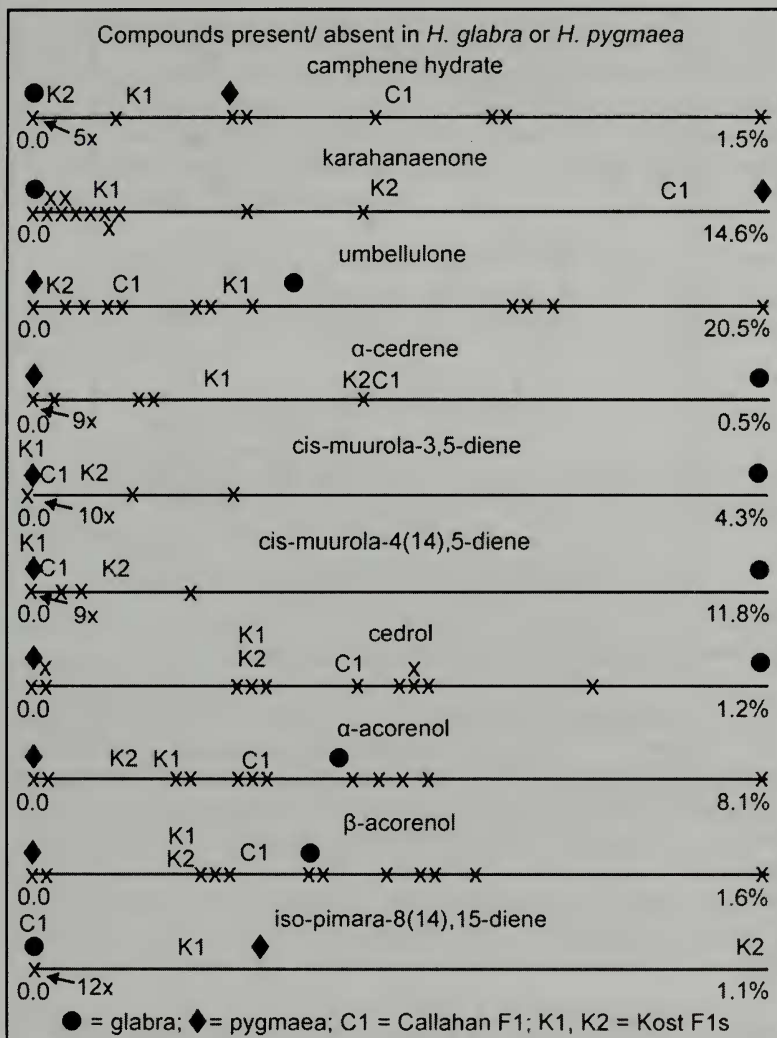 Compounds present/ absent in H. glabra or H. pygmaea
camphene hydrate
K2 K1 C1
0.0 5x 1.5%
karahanaenone
K1 K2 C1
0.0 14.6%
umbellulone
K2 C1 K1
0.0 20.5%
α-cedrene
K1 K2C1
0.0 9x 0.5%
K1 cis-muurola-3,5-diene
C1 K2
0.0 10x 4.3%
K1 cis-muurola-4(14),5-diene
C1 K2
0.0 9x 11.8%
cedrol
K1
K2 C1
0.0 1.2%
α-acorenol
K2 K1 C1
0.0 8.1%
β-acorenol
K1
K2 C1
0.0 1.6%
iso-pimara-8(14),15-diene
C1
K1 K2
0.0 12x 1.1%
● = glabra; ◆= pygmaea; C1 = Callahan F1; K1, K2 = Kost F1s